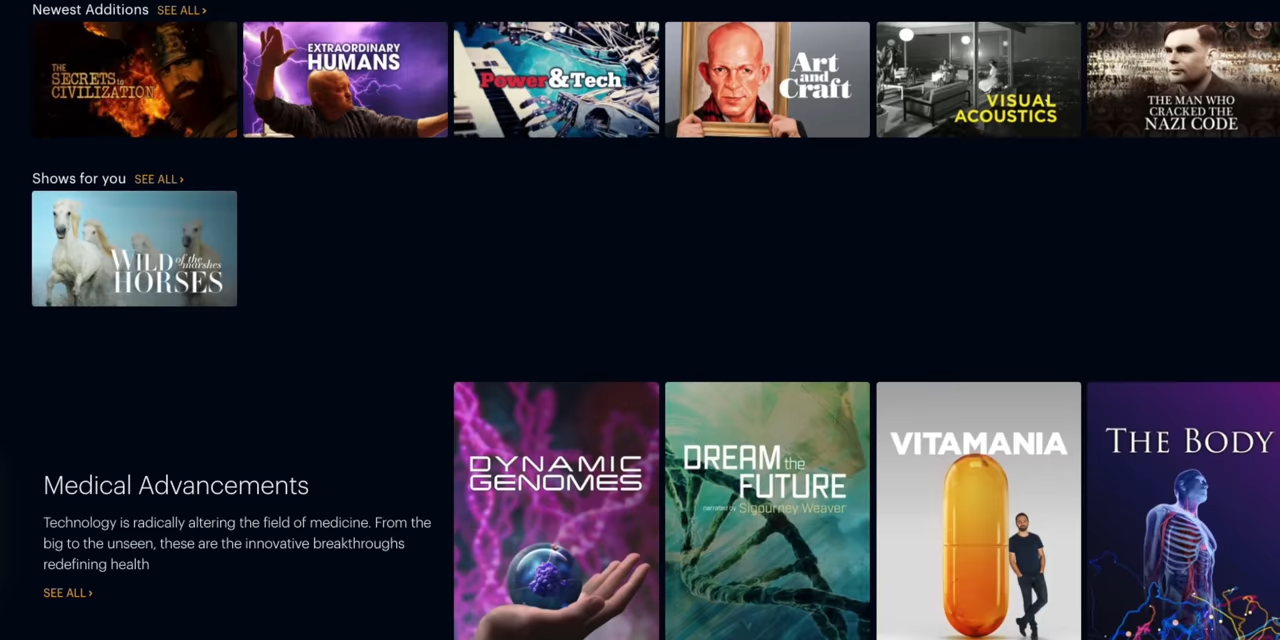 Newest Additions SEE ALL ›
THE
SECRETS to
CIVILIZATION
EXTRAORDINARY
HUMANS
Power&Tech
Art
and
Craft
VISUAL
ACOUSTICS
THE MAN WHO
CRACKED THE
NAZI CODE
Shows for you SEE ALL ›
WILD of the marshes
HORSES
Medical Advancements
Technology is radically altering the field of medicine. From the
big to the unseen, these are the innovative breakthroughs
redefining health
SEE ALL ›
DYNAMIC
GENOMES
DREAM the
FUTURE
narrated by Sigourney Weaver
VITAMANIA
THE BODY